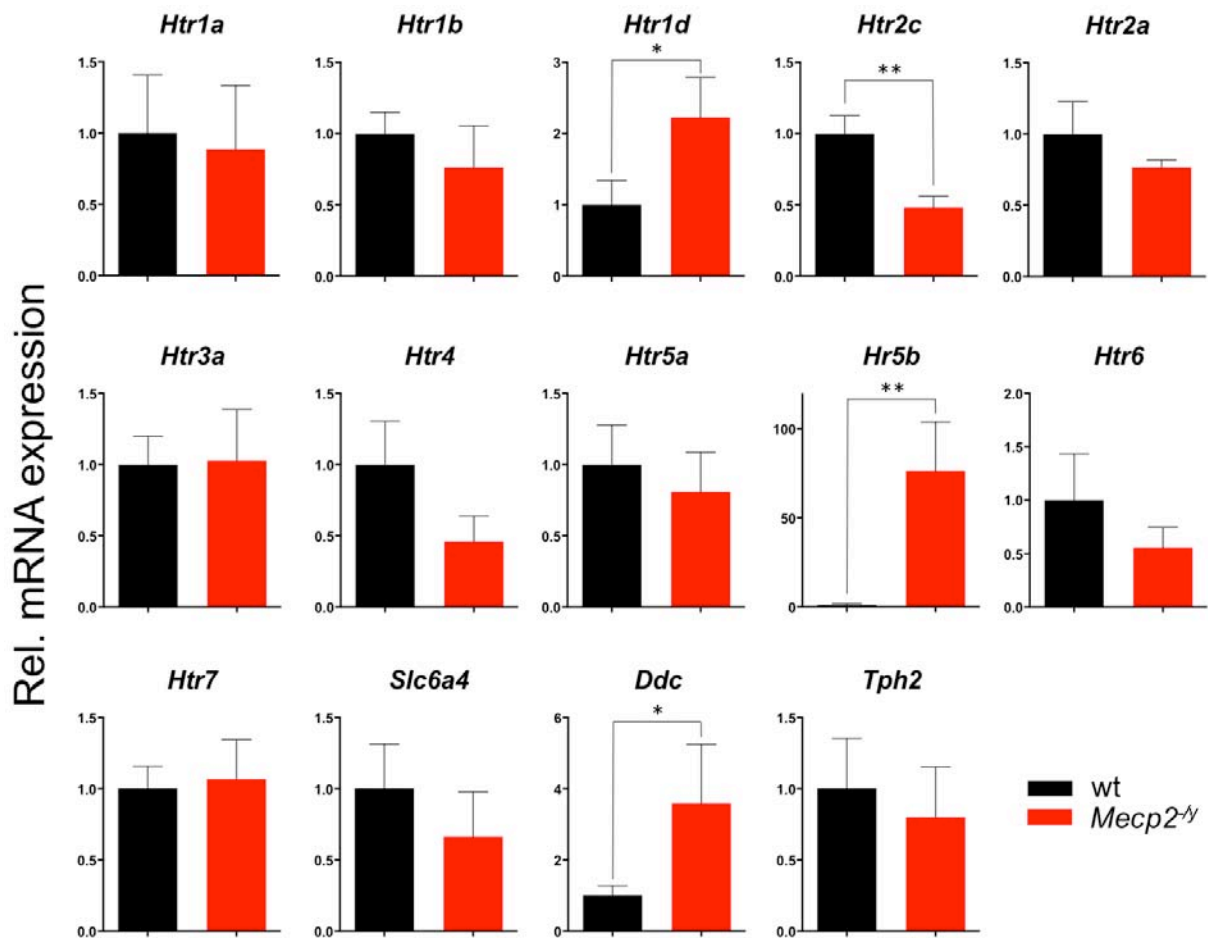 Rel. mRNA expression
Htr1a Htr1b Htr1d Htr2c Htr2a
1.5 1.5 3 1.5 1.5
* **
1.0 1.0 2 1.0 1.0
0.5 0.5 1 0.5 0.5
0.0 0.0 0 0.0 0.0
Htr3a Htr4 Htr5a Hr5b Htr6
1.5 1.5 1.5 ** 2.0
100
1.0 1.0 1.0 1.5
50 1.0
0.5 0.5 0.5 0.5
0.0 0.0 0.0 0 0.0
Htr7 Slc6a4 Ddc Tph2
1.5 1.5 6 * 1.5
1.0 1.0 4 1.0
0.5 0.5 2 0.5
0.0 0.0 0 0.0
wt
Mecp2-/y